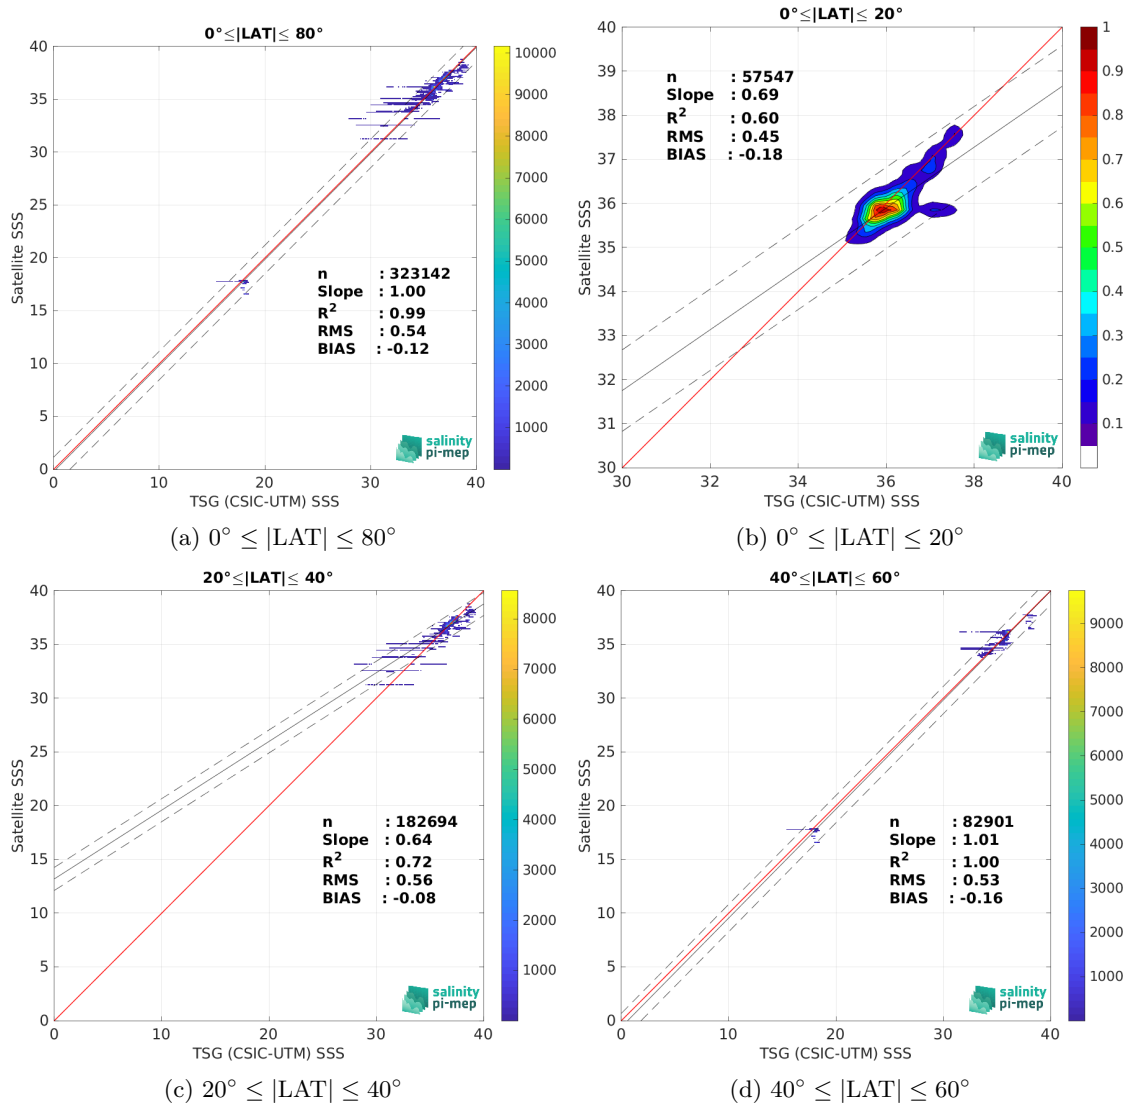 0°≤|LAT|≤ 80°
40
35
30
25
20
15
10
5
0
Satellite SSS
0
10
20
30
40
TSG (CSIC-UTM) SSS
n : 323142
Slope : 1.00
R² : 0.99
RMS : 0.54
BIAS : -0.12
salinity
pi-mep
10000
9000
8000
7000
6000
5000
4000
3000
2000
1000
(a) 0° ≤ |LAT| ≤ 80°
0°≤|LAT|≤ 20°
40
39
38
37
36
35
34
33
32
31
30
Satellite SSS
30
32
34
36
38
40
TSG (CSIC-UTM) SSS
n : 57547
Slope : 0.69
R² : 0.60
RMS : 0.45
BIAS : -0.18
salinity
pi-mep
1
0.9
0.8
0.7
0.6
0.5
0.4
0.3
0.2
0.1
(b) 0° ≤ |LAT| ≤ 20°
20°≤|LAT|≤ 40°
40
35
30
25
20
15
10
5
0
Satellite SSS
0
10
20
30
40
TSG (CSIC-UTM) SSS
n : 182694
Slope : 0.64
R² : 0.72
RMS : 0.56
BIAS : -0.08
salinity
pi-mep
8000
7000
6000
5000
4000
3000
2000
1000
(c) 20° ≤ |LAT| ≤ 40°
40°≤|LAT|≤ 60°
40
35
30
25
20
15
10
5
0
Satellite SSS
0
10
20
30
40
TSG (CSIC-UTM) SSS
n : 82901
Slope : 1.01
R² : 1.00
RMS : 0.53
BIAS : -0.16
salinity
pi-mep
9000
8000
7000
6000
5000
4000
3000
2000
1000
(d) 40° ≤ |LAT| ≤ 60°